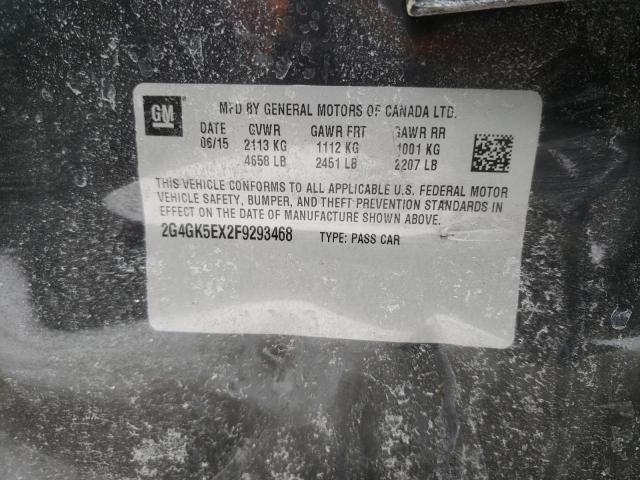 GM
MFD BY GENERAL MOTORS OF CANADA LTD.
DATE GVWR GAWR FRT GAWR RR
06/15 2113 KG 1112 KG 1001 KG
4658 LB 2451 LB 2207 LB
THIS VEHICLE CONFORMS TO ALL APPLICABLE U.S. FEDERAL MOTOR
VEHICLE SAFETY, BUMPER, AND THEFT PREVENTION STANDARDS IN
EFFECT ON THE DATE OF MANUFACTURE SHOWN ABOVE.
2G4GK5EX2F9293468 TYPE: PASS CAR